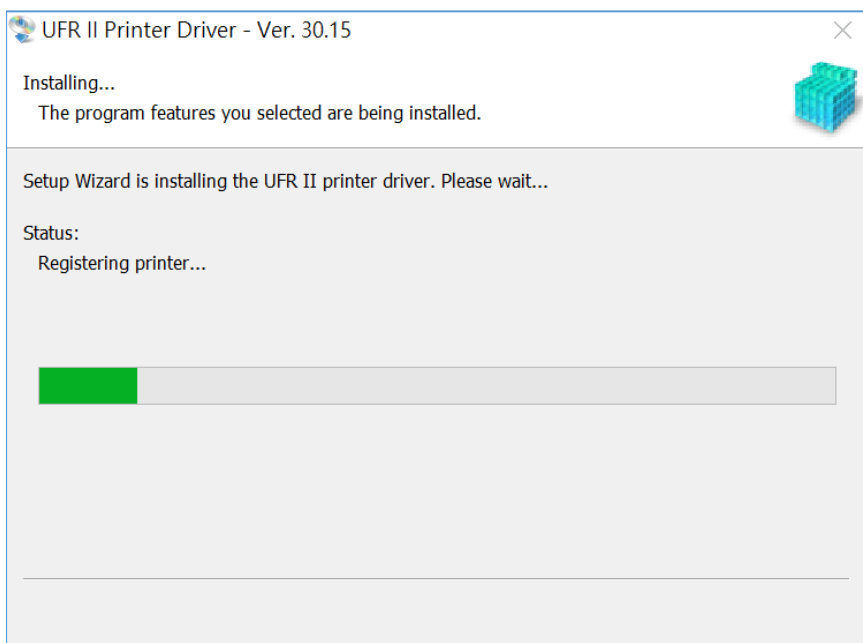 UFR II Printer Driver - Ver. 30.15
Installing...
The program features you selected are being installed.
Setup Wizard is installing the UFR II printer driver. Please wait...
Status:
Registering printer...